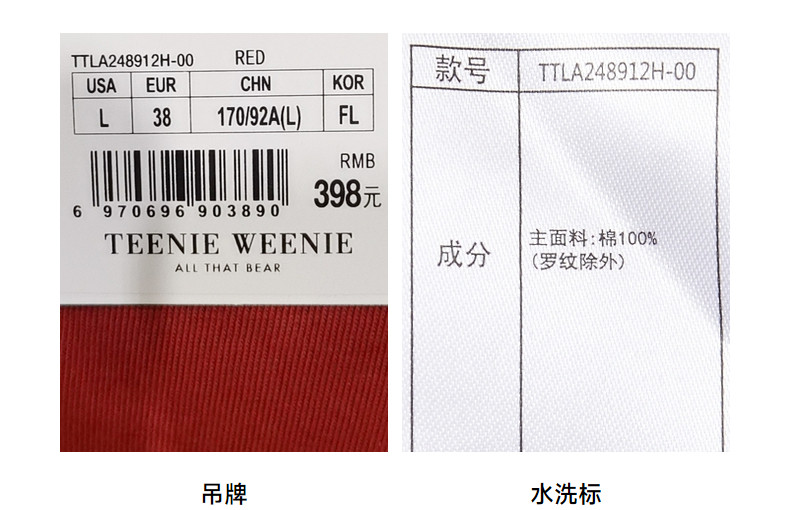 TTLA248912H-00 RED
USA EUR CHN KOR
L 38 170/92A(L) FL
RMB
398元
6 970696 903890
TEENIE WEENIE
ALL THAT BEAR
款号 TTLA248912H-00
成分 主面料:棉100%
(罗纹除外)
吊牌 水洗标